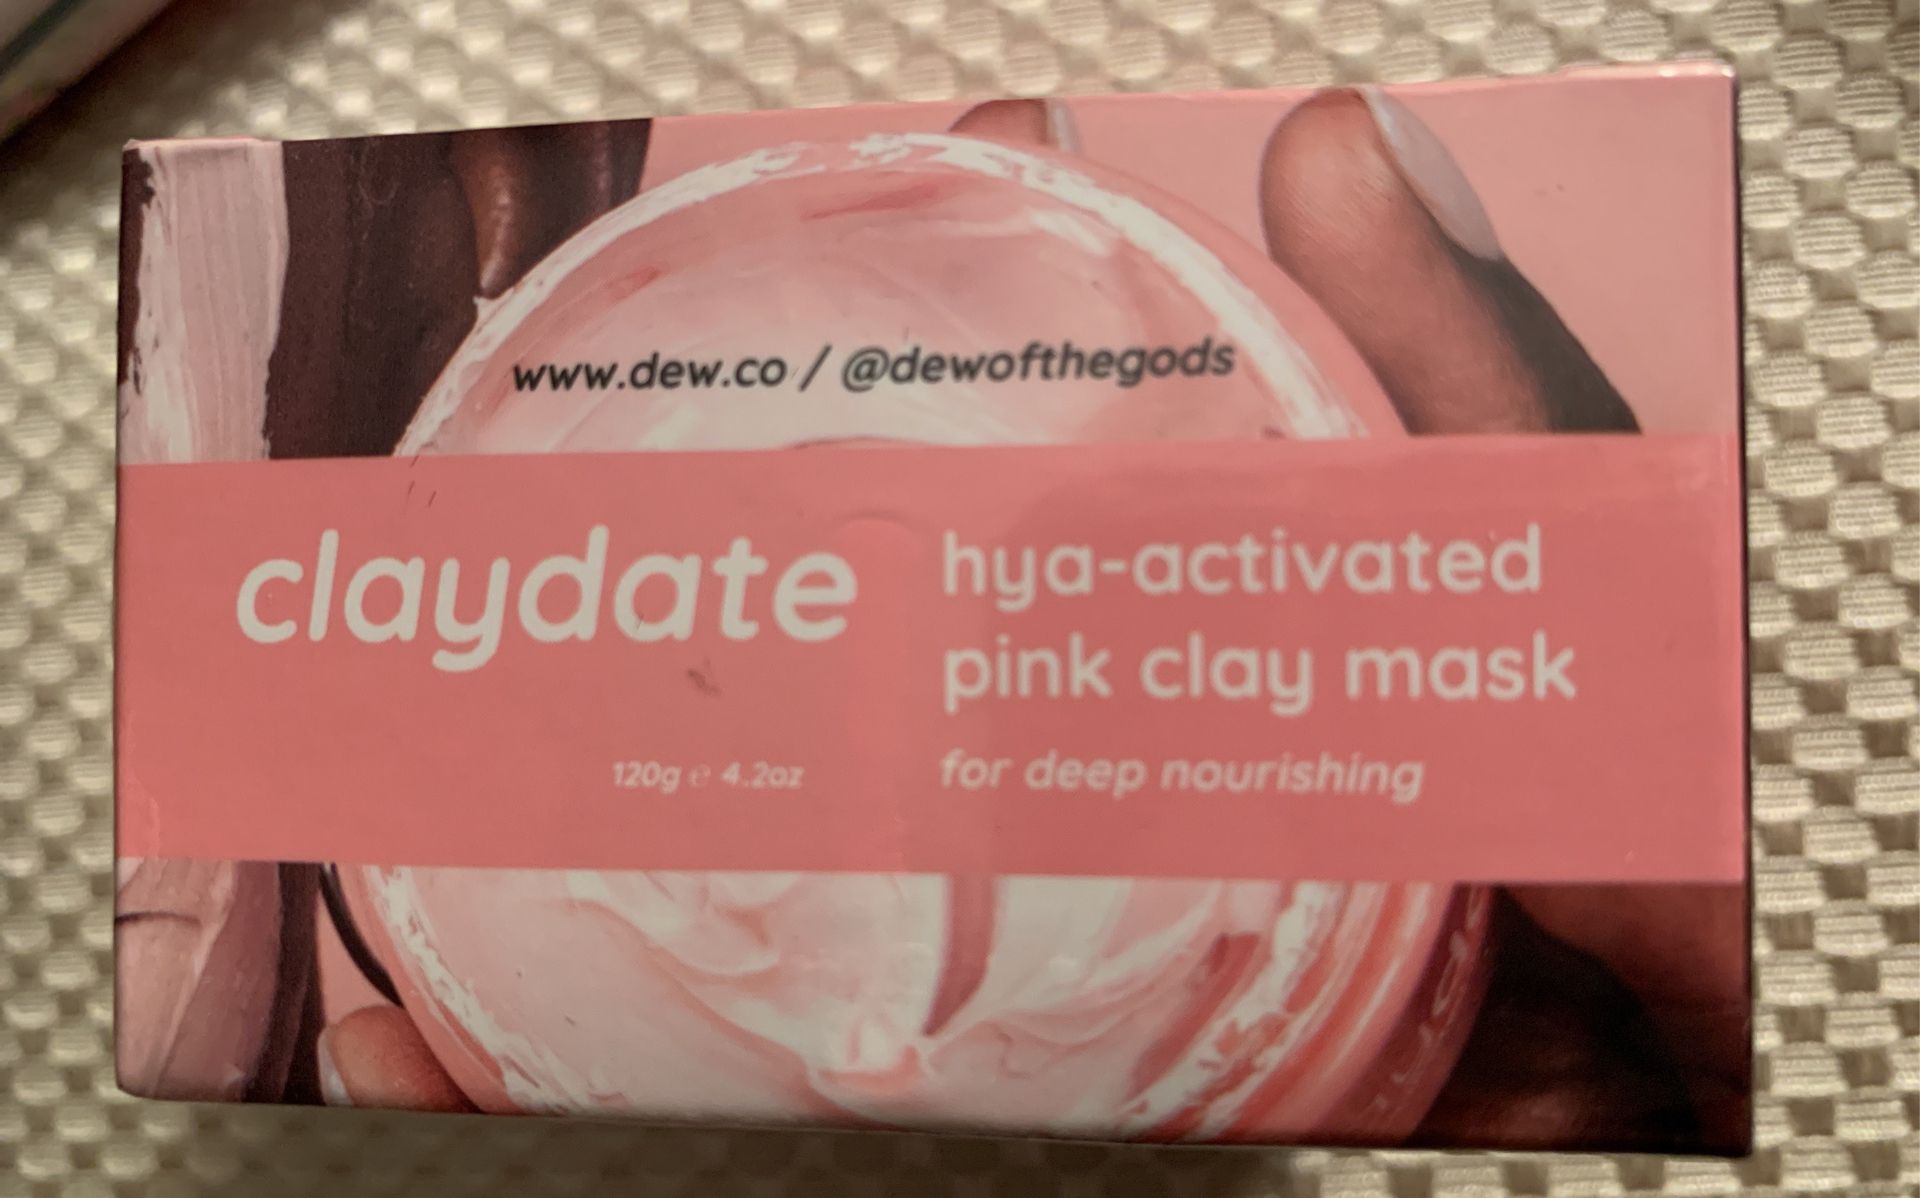 www.dew.co / @dewofthegods
claydate
hya-activated
pink clay mask
120g ℮ 4.2oz
for deep nourishing